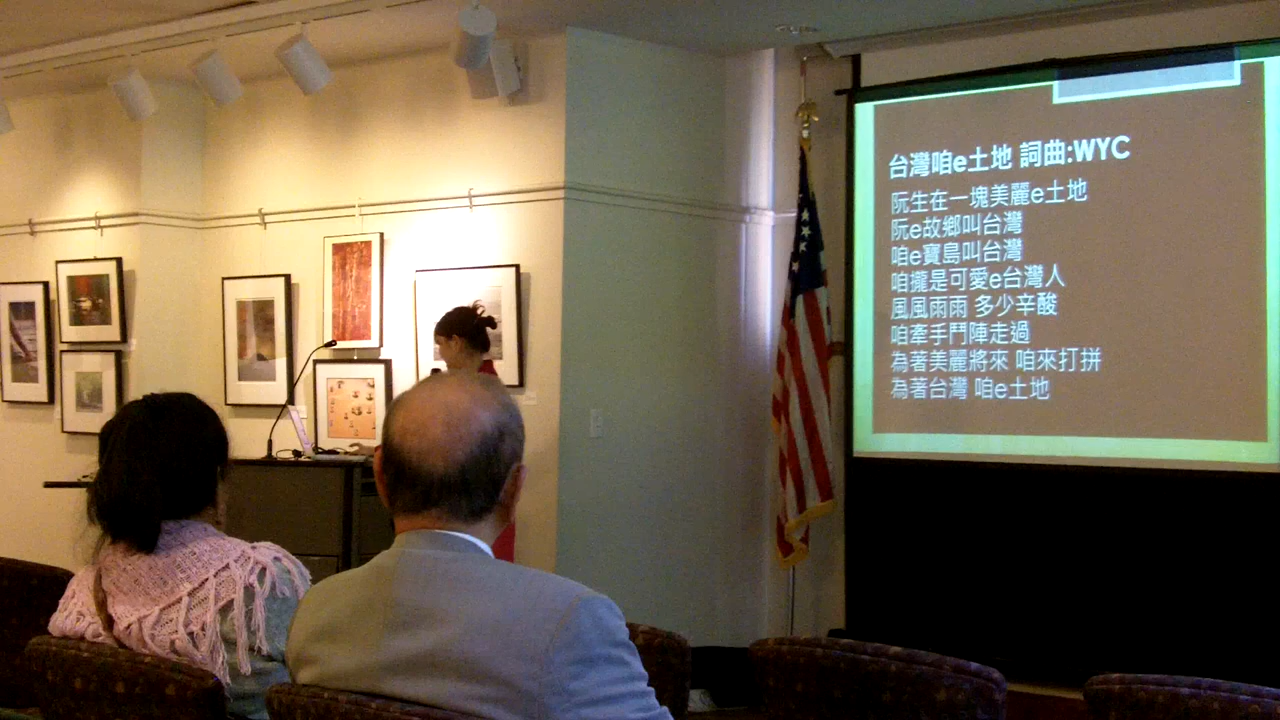 台灣咱e土地 詞曲:WYC
阮生在一塊美麗e土地
阮e故鄉叫台灣
咱e寶島叫台灣
咱攏是可愛e台灣人
風風雨雨 多少辛酸
咱牽手鬥陣走過
為著美麗將來 咱來打拼
為著台灣 咱e土地